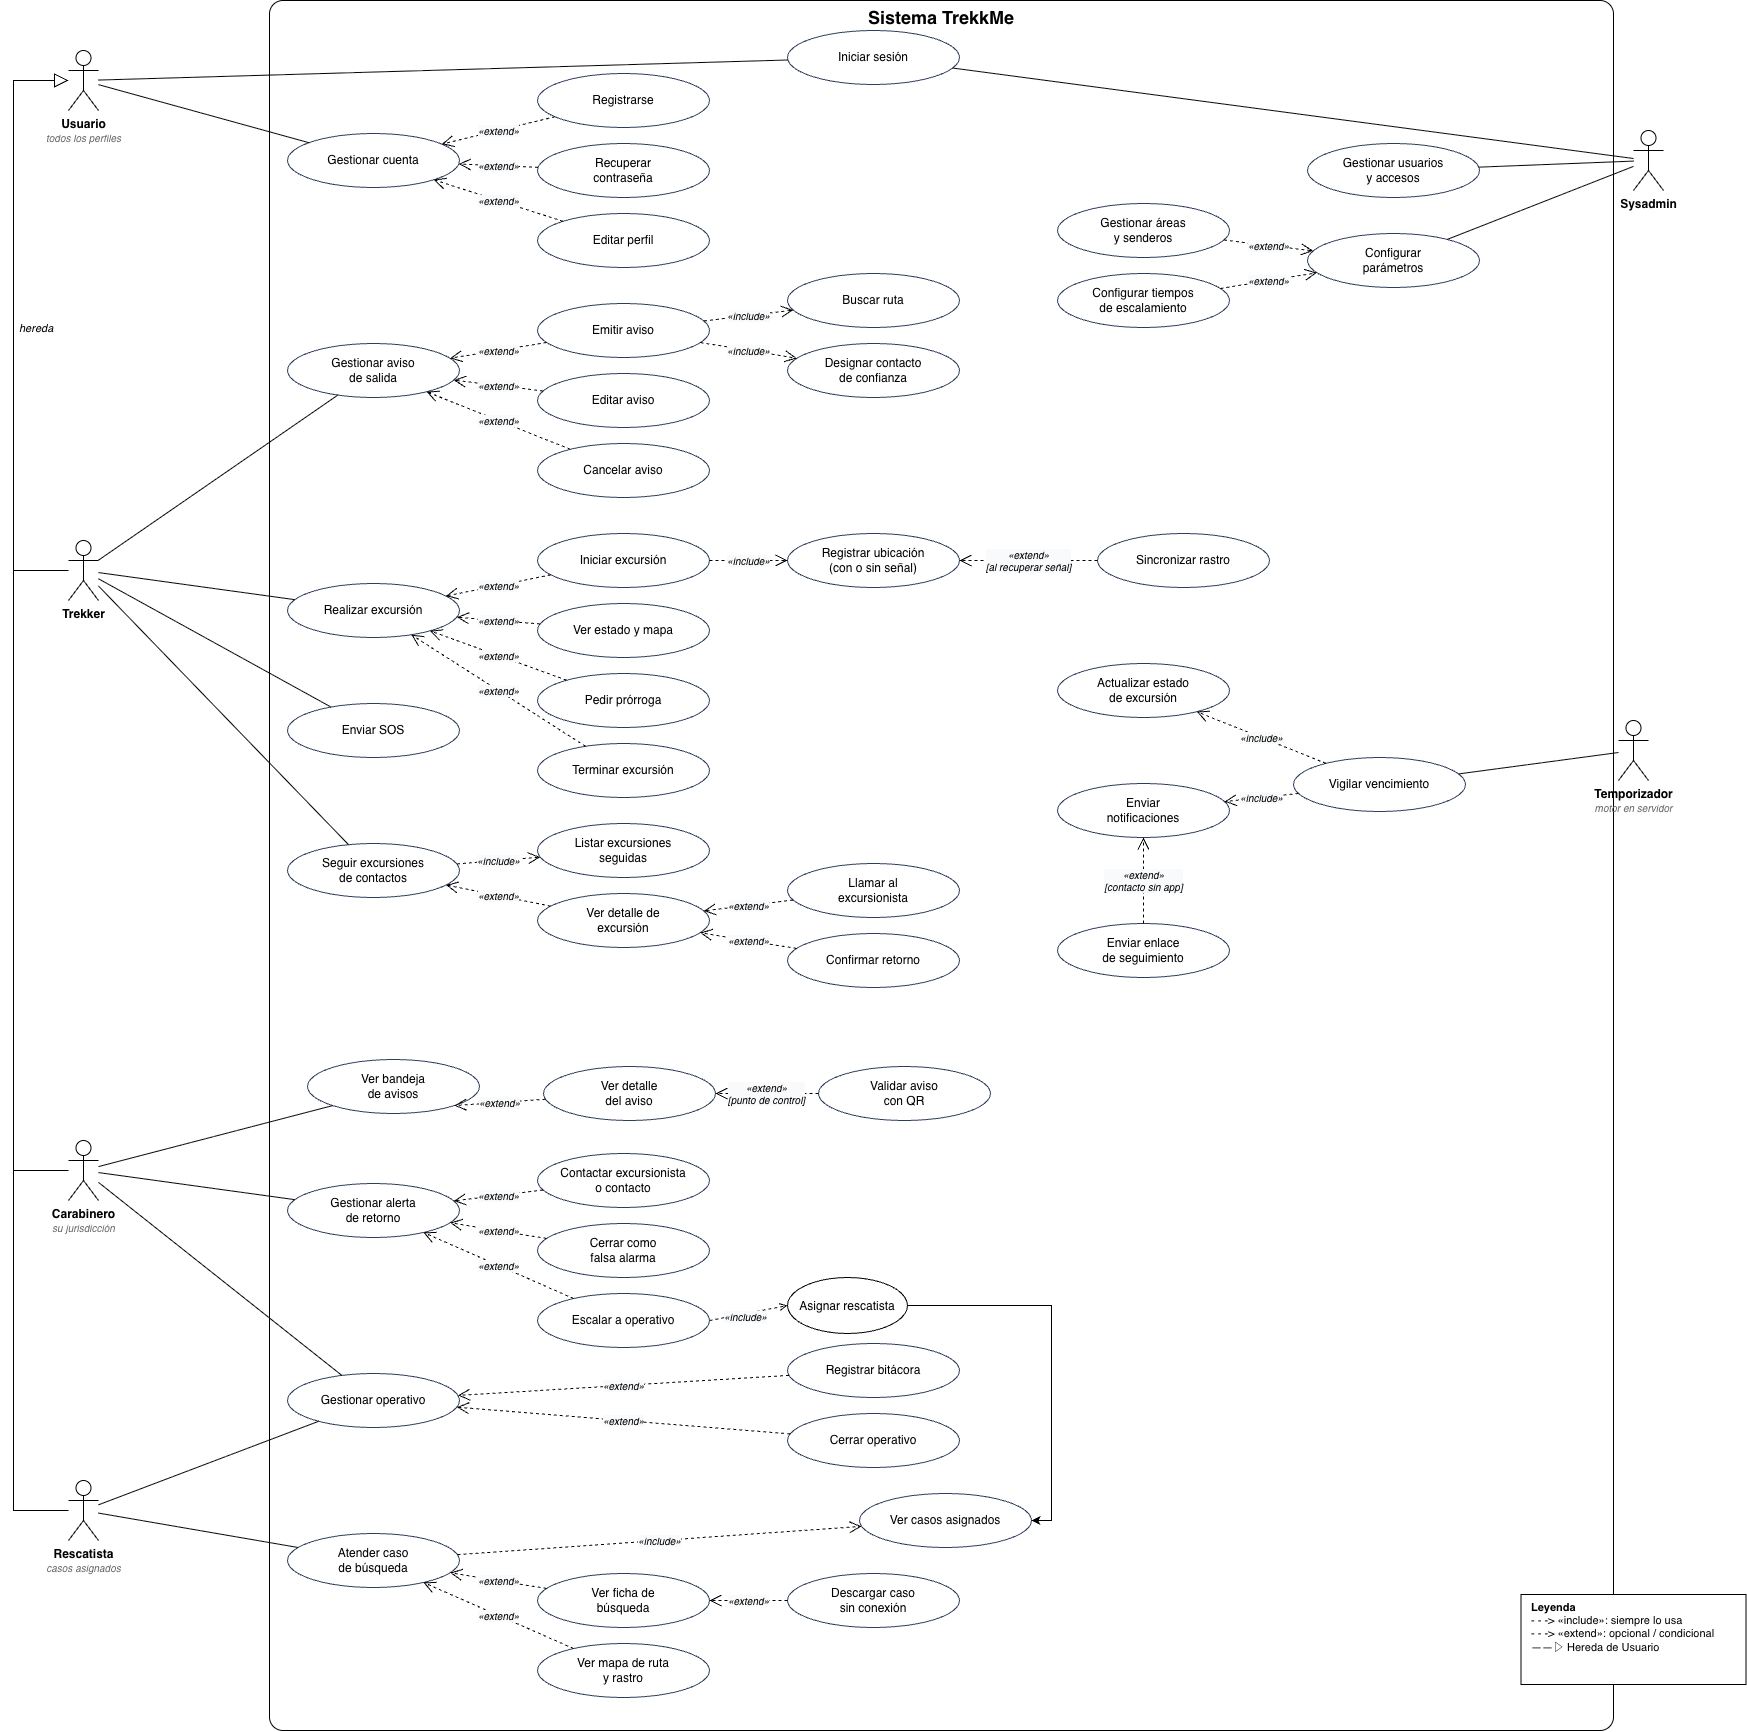 Sistema TrekkMe
Iniciar sesión
Usuario
todos los perfiles
Registrarse
«extend»
Gestionar cuenta
Recuperar
contraseña
«extend»
«extend»
Editar perfil
Gestionar usuarios
y accesos
Sysadmin
Gestionar áreas
y senderos
«extend»
Configurar
parámetros
Configurar tiempos
de escalamiento
«extend»
hereda
Buscar ruta
Emitir aviso
«include»
«include»
Designar contacto
de confianza
Gestionar aviso
de salida
«extend»
«extend»
Editar aviso
«extend»
Cancelar aviso
Trekker
Iniciar excursión
«include»
Registrar ubicación
(con o sin señal)
«extend»
[al recuperar señal]
Sincronizar rastro
Realizar excursión
«extend»
«extend»
Ver estado y mapa
«extend»
Pedir prórroga
«extend»
Terminar excursión
Enviar SOS
Actualizar estado
de excursión
«include»
Vigilar vencimiento
Temporizador
motor en servidor
Enviar
notificaciones
«include»
«extend»
[contacto sin app]
Enviar enlace
de seguimiento
Seguir excursiones
de contactos
«include»
Listar excursiones
seguidas
«extend»
Ver detalle de
excursión
«extend»
Llamar al
excursionista
«extend»
Confirmar retorno
Ver bandeja
de avisos
«extend»
Ver detalle
del aviso
«extend»
[punto de control]
Validar aviso
con QR
Carabinero
su jurisdicción
Gestionar alerta
de retorno
«extend»
Contactar excursionista
o contacto
«extend»
Cerrar como
falsa alarma
«extend»
Escalar a operativo
«include»
Asignar rescatista
Gestionar operativo
«extend»
Registrar bitácora
«extend»
Cerrar operativo
Rescatista
casos asignados
Atender caso
de búsqueda
«include»
Ver casos asignados
«extend»
Ver ficha de
búsqueda
«extend»
Descargar caso
sin conexión
«extend»
Ver mapa de ruta
y rastro
Leyenda
- - -> «include»: siempre lo usa
- - -> «extend»: opcional / condicional
——▷ Hereda de Usuario